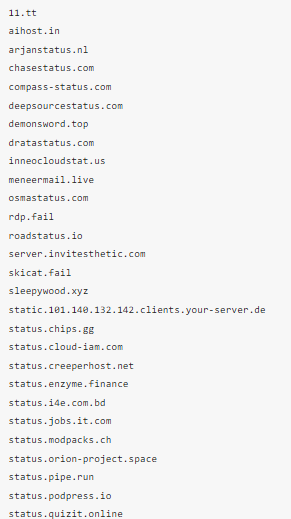 11.tt
aihost.in
arjanstatus.nl
chasestatus.com
compass-status.com
deepsourcestatus.com
demonsword.top
dratastatus.com
inneocloudstat.us
meneermail.live
osmastatus.com
rdp.fail
roadstatus.io
server.invitesthetic.com
skicat.fail
sleepywood.xyz
static.101.140.132.142.clients.your-server.de
status.chips.gg
status.cloud-iam.com
status.creeperhost.net
status.enzyme.finance
status.i4e.com.bd
status.jobs.it.com
status.modpacks.ch
status.orion-project.space
status.pipe.run
status.podpress.io
status.quizit.online